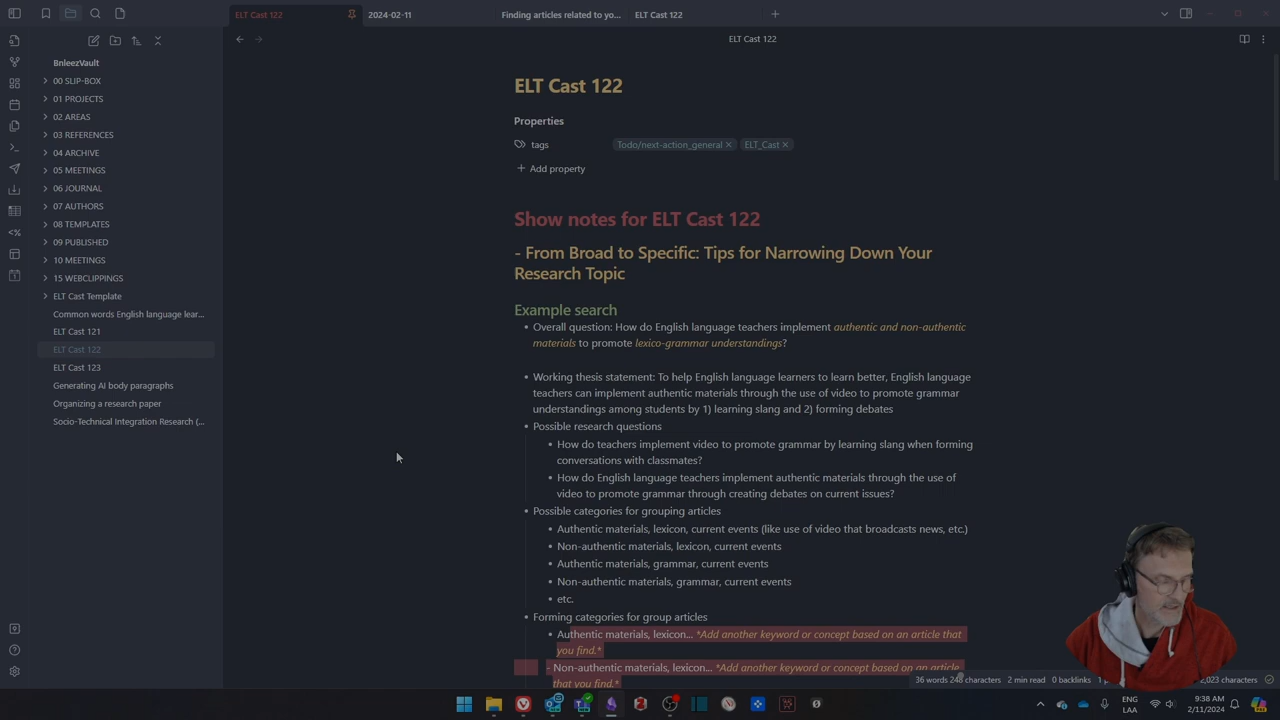 ELT Cast 122
2024-02-11
Finding articles related to yo...
ELT Cast 122
ELT Cast 122
BnleezVault
00 SLIP-BOX
01 PROJECTS
02 AREAS
03 REFERENCES
04 ARCHIVE
05 MEETINGS
06 JOURNAL
07 AUTHORS
08 TEMPLATES
09 PUBLISHED
10 MEETINGS
15 WEBCLIPPINGS
ELT Cast Template
Common words English language lear...
ELT Cast 121
ELT Cast 122
ELT Cast 123
Generating AI body paragraphs
Organizing a research paper
Socio-Technical Integration Research (...
ELT Cast 122
Properties
tags
Todo/next-action_general
ELT_Cast
Add property
Show notes for ELT Cast 122
- From Broad to Specific: Tips for Narrowing Down Your
Research Topic
Example search
• Overall question: How do English language teachers implement authentic and non-authentic
materials to promote lexico-grammar understandings?
• Working thesis statement: To help English language learners to learn better, English language
teachers can implement authentic materials through the use of video to promote grammar
understandings among students by 1) learning slang and 2) forming debates
• Possible research questions
• How do teachers implement video to promote grammar by learning slang when forming
conversations with classmates?
• How do English language teachers implement authentic materials through the use of
video to promote grammar through creating debates on current issues?
• Possible categories for grouping articles
• Authentic materials, lexicon, current events (like use of video that broadcasts news, etc.)
• Non-authentic materials, lexicon, current events
• Authentic materials, grammar, current events
• Non-authentic materials, grammar, current events
• etc.
• Forming categories for group articles
• Authentic materials, lexicon... *Add another keyword or concept based on an article that
you find.*
- Non-authentic materials, lexicon... *Add another keyword or concept based on an article
that you find.*
36 words 248 characters
2 min read
0 backlinks
2,023 characters
ENG
LAA
9:38 AM
2/11/2024